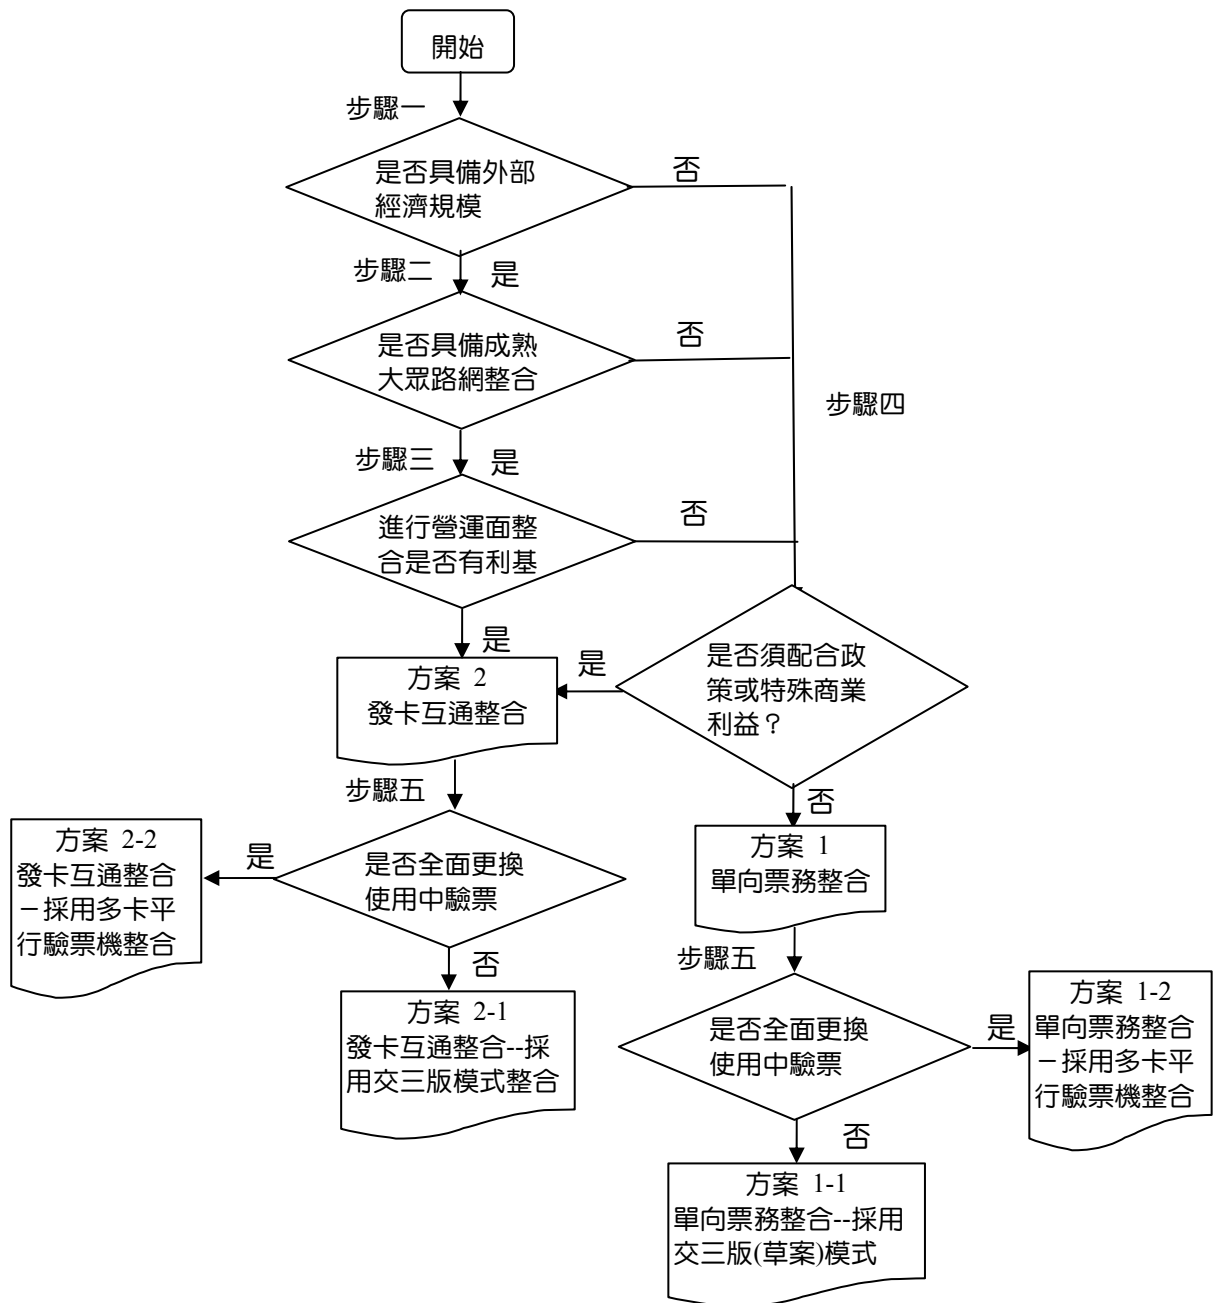 開始
步驟一
是否具備外部
經濟規模
否
步驟二
是
是否具備成熟
大眾路網整合
否
步驟四
步驟三
是
進行營運面整
合是否有利基
否
是
方案 2
發卡互通整合
是
是否須配合政
策或特殊商業
利益？
步驟五
否
方案 2-2
發卡互通整合
－採用多卡平
行驗票機整合
是
是否全面更換
使用中驗票
方案 1
單向票務整合
否
步驟五
方案 2-1
發卡互通整合--採
用交三版模式整合
是否全面更換
使用中驗票
是
方案 1-2
單向票務整合
－採用多卡平
行驗票機整合
否
方案 1-1
單向票務整合--採用
交三版(草案)模式